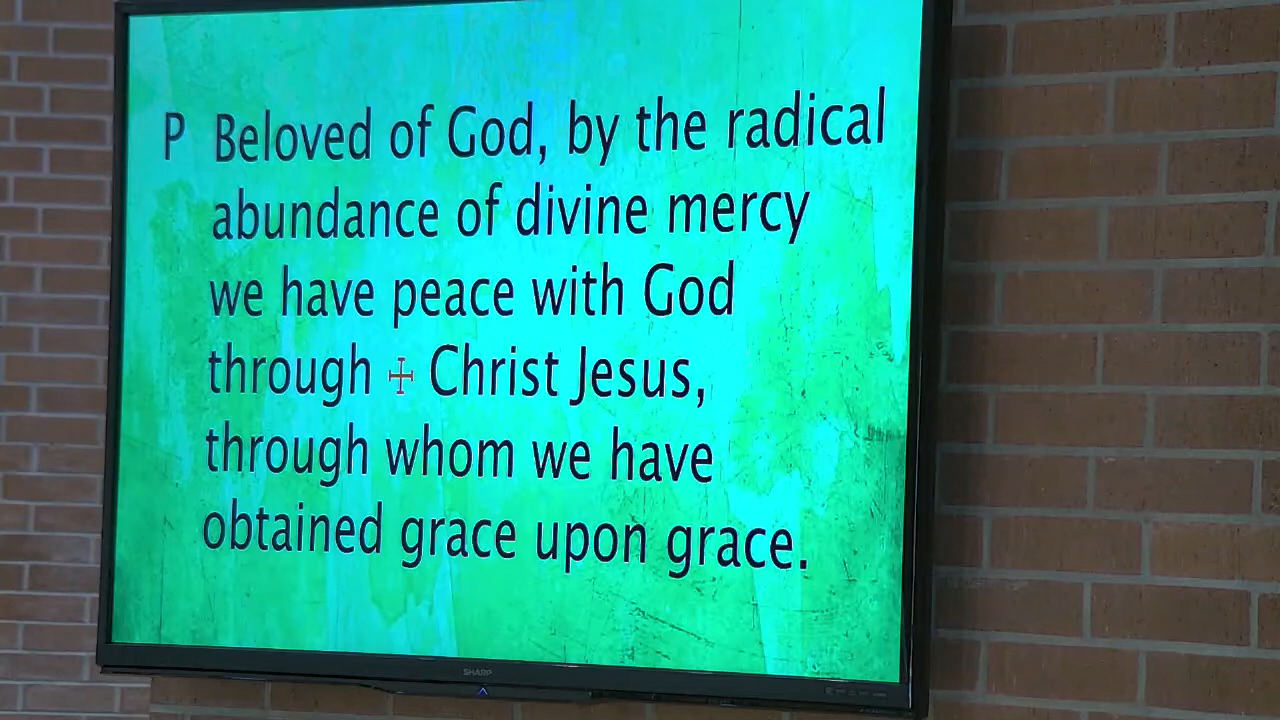 P Beloved of God, by the radical
abundance of divine mercy
we have peace with God
through ☩ Christ Jesus,
through whom we have
obtained grace upon grace.
SHARP